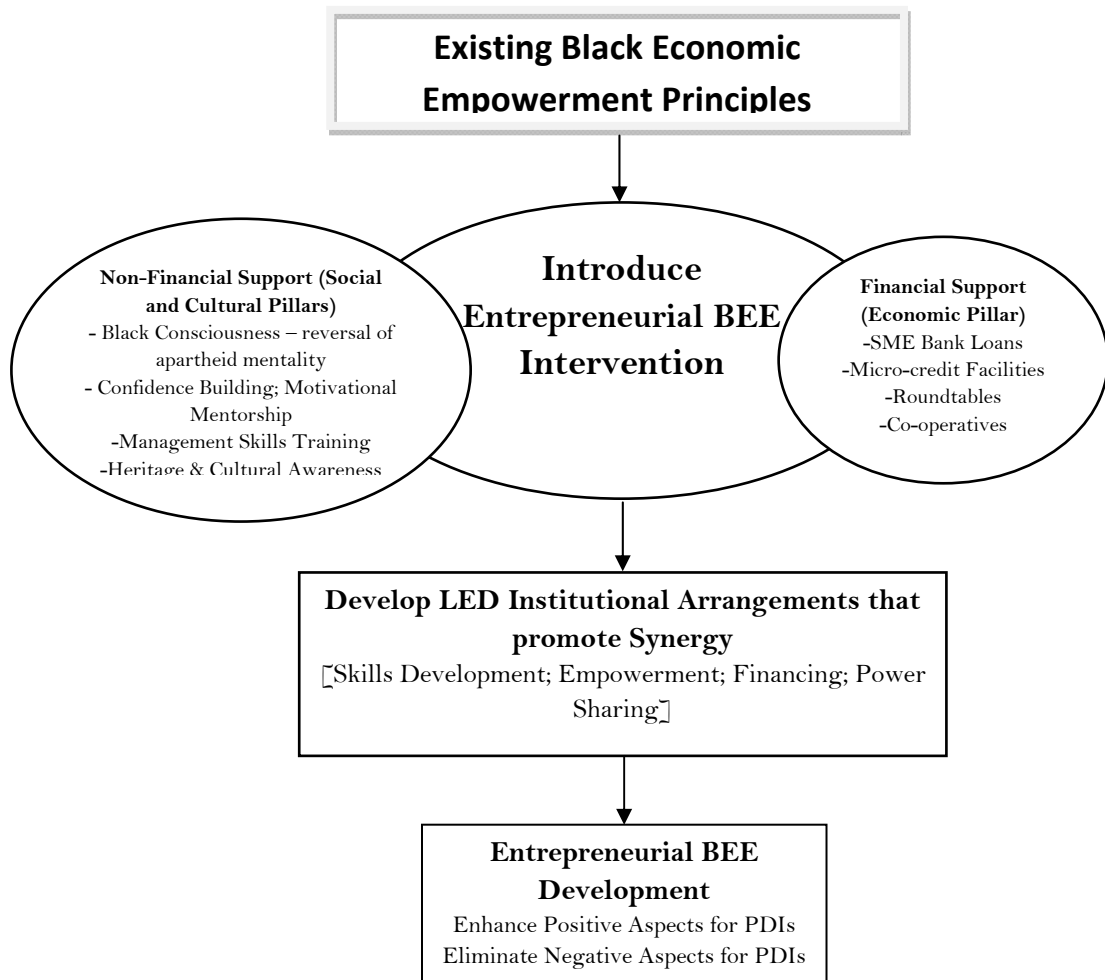 Existing Black Economic
Empowerment Principles
Non-Financial Support (Social
and Cultural Pillars)
- Black Consciousness – reversal of
apartheid mentality
- Confidence Building; Motivational
Mentorship
-Management Skills Training
-Heritage & Cultural Awareness
Introduce
Entrepreneurial BEE
Intervention
Financial Support
(Economic Pillar)
-SME Bank Loans
-Micro-credit Facilities
-Roundtables
-Co-operatives
Develop LED Institutional Arrangements that
promote Synergy
[Skills Development; Empowerment; Financing; Power
Sharing]
Entrepreneurial BEE
Development
Enhance Positive Aspects for PDIs
Eliminate Negative Aspects for PDIs